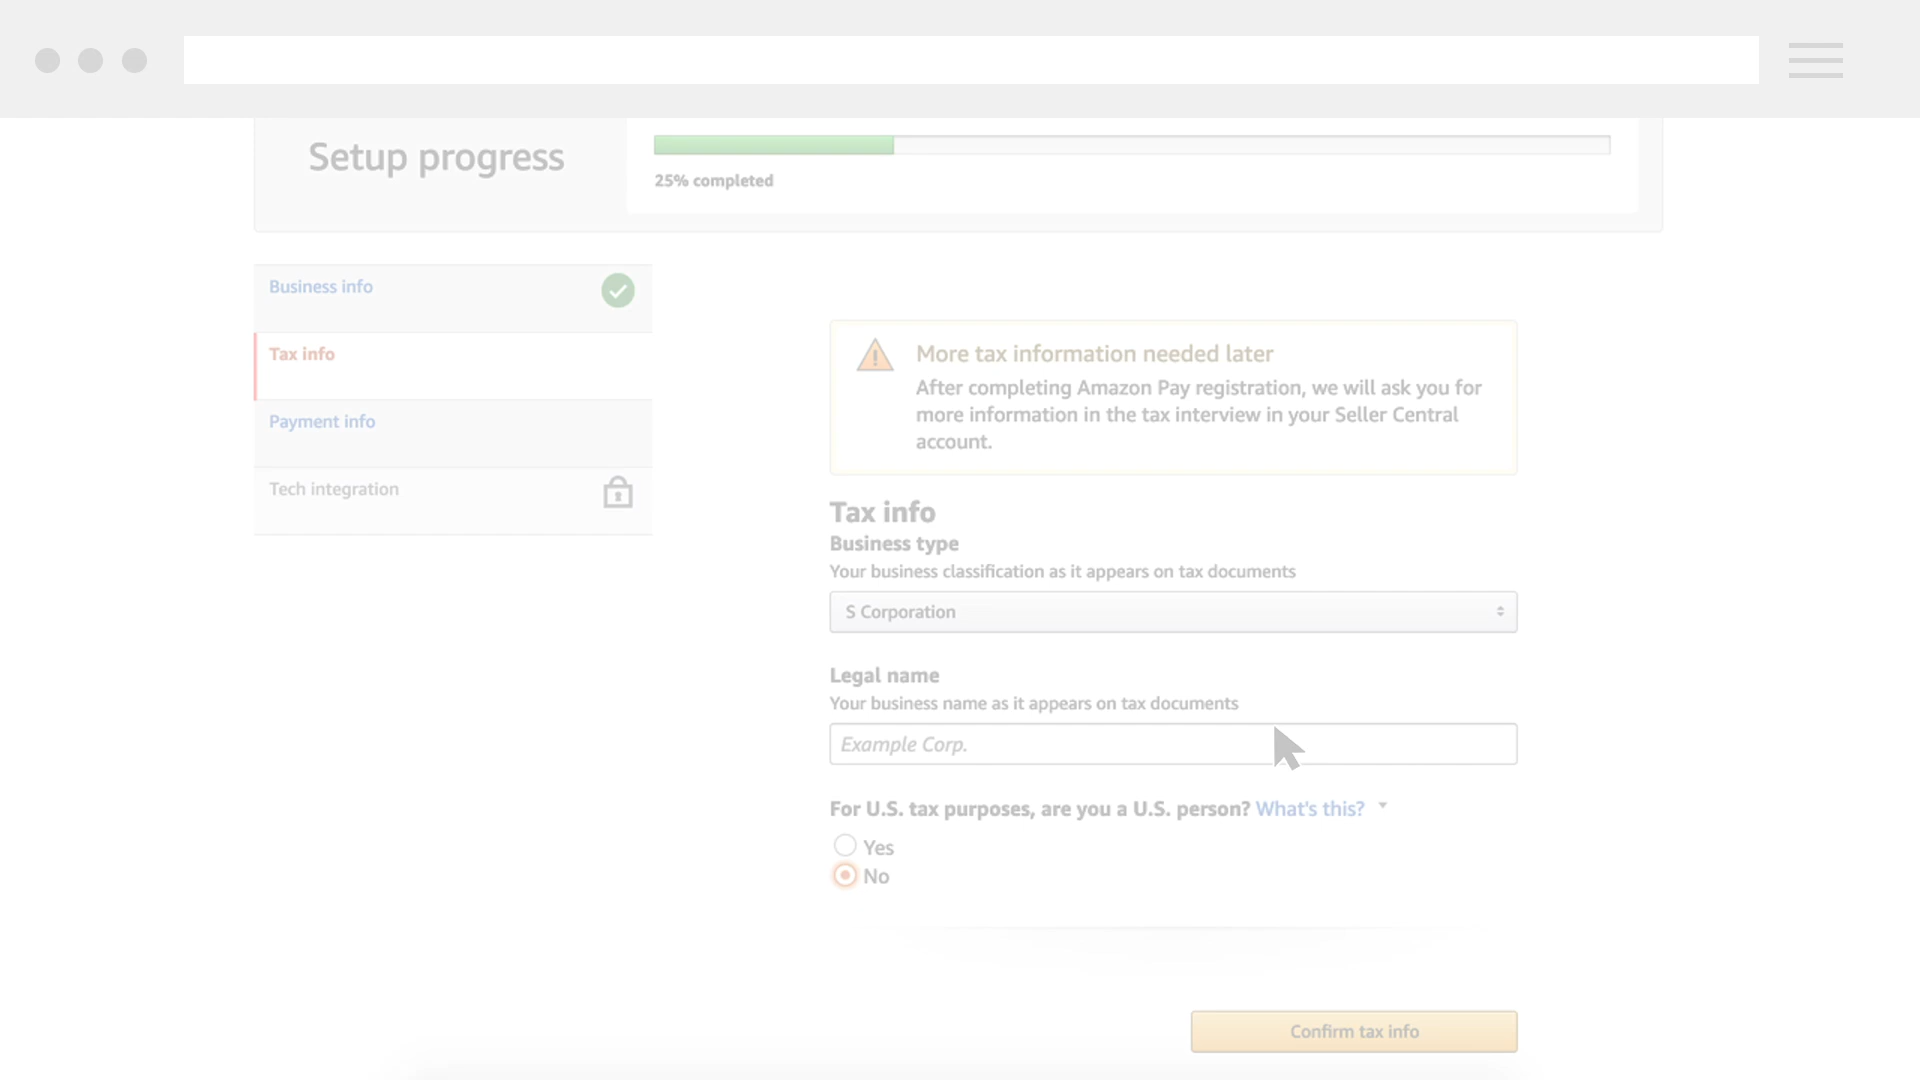 Setup progress
25% completed
Business info
Tax info
Payment info
Tech integration
More tax information needed later
After completing Amazon Pay registration, we will ask you for
more information in the tax interview in your Seller Central
account.
Tax info
Business type
Your business classification as it appears on tax documents
S Corporation
Legal name
Your business name as it appears on tax documents
Example Corp.
For U.S. tax purposes, are you a U.S. person? What's this?
Yes
No
Confirm tax info